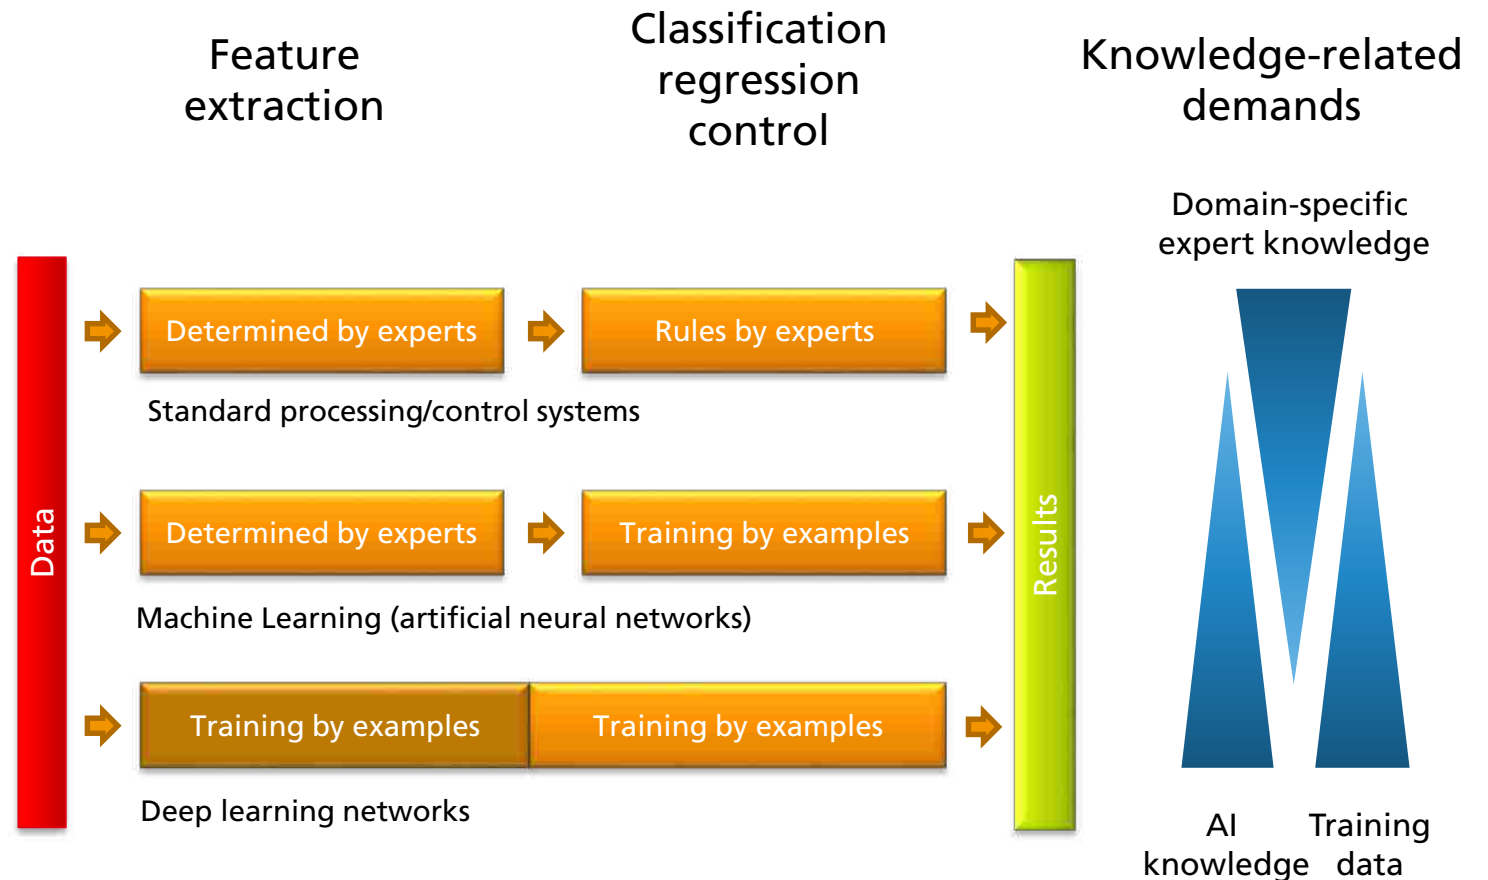 Feature
extraction
Classification
regression
control
Knowledge-related
demands
Domain-specific
expert knowledge
Data
Determined by experts
Rules by experts
Standard processing/control systems
Determined by experts
Training by examples
Results
Machine Learning (artificial neural networks)
Training by examples
Training by examples
Deep learning networks
AI
knowledge
Training
data